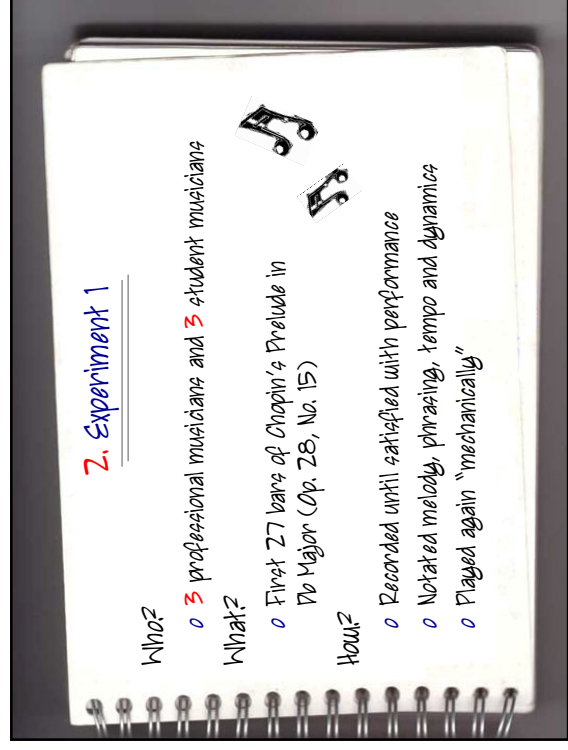 2. Experiment 1
Who?
o 3 professional musicians and 3 student musicians
What?
o First 27 bars of Chopin's Prelude in
Db Major (Op. 28, No. 15)
How?
o Recorded until satisfied with performance
o Notated melody, phrasing, tempo and dynamics
o Played again "mechanically"